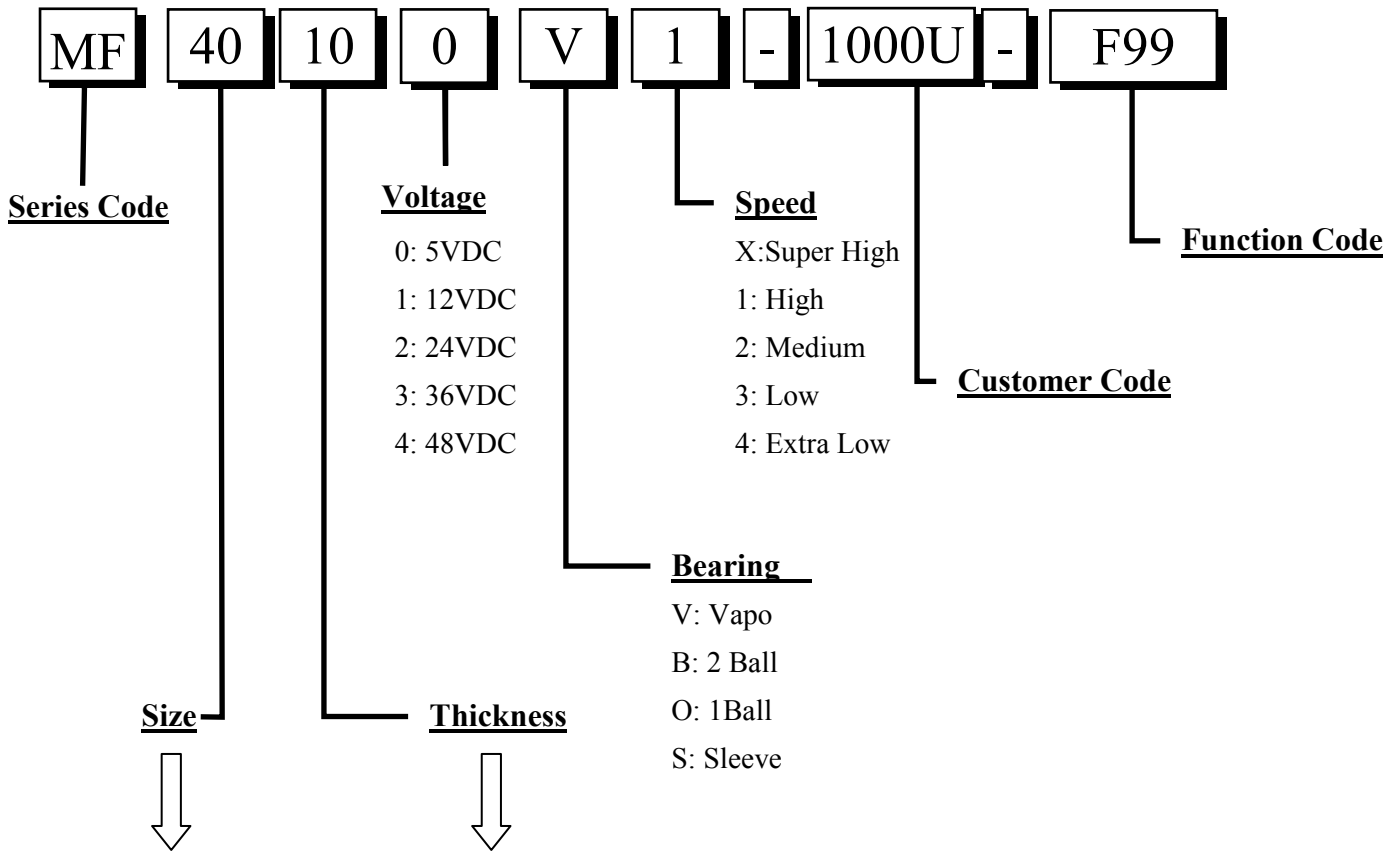 MF 40 10 0 V 1 - 1000U - F99
Series Code
Voltage
0: 5VDC
1: 12VDC
2: 24VDC
3: 36VDC
4: 48VDC
Speed
X:Super High
1: High
2: Medium
3: Low
4: Extra Low
Function Code
Customer Code
Bearing
V: Vapo
B: 2 Ball
O: 1Ball
S: Sleeve
Size
Thickness